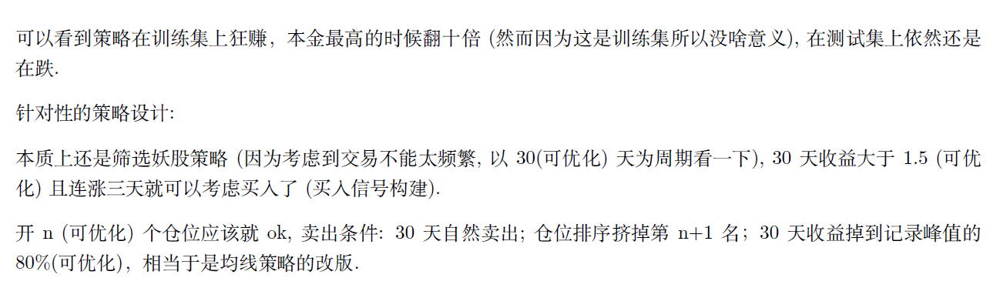 可以看到策略在训练集上狂赚，本金最高的时候翻十倍 (然而因为这是训练集所以没啥意义), 在测试集上依然还是
在跌.
针对性的策略设计:
本质上还是筛选妖股策略 (因为考虑到交易不能太频繁, 以 30(可优化) 天为周期看一下), 30 天收益大于 1.5 (可优
化) 且连涨三天就可以考虑买入了 (买入信号构建).
开 n (可优化) 个仓位应该就 ok, 卖出条件: 30 天自然卖出; 仓位排序挤掉第 n+1 名；30 天收益掉到记录峰值的
80%(可优化)，相当于是均线策略的改版.